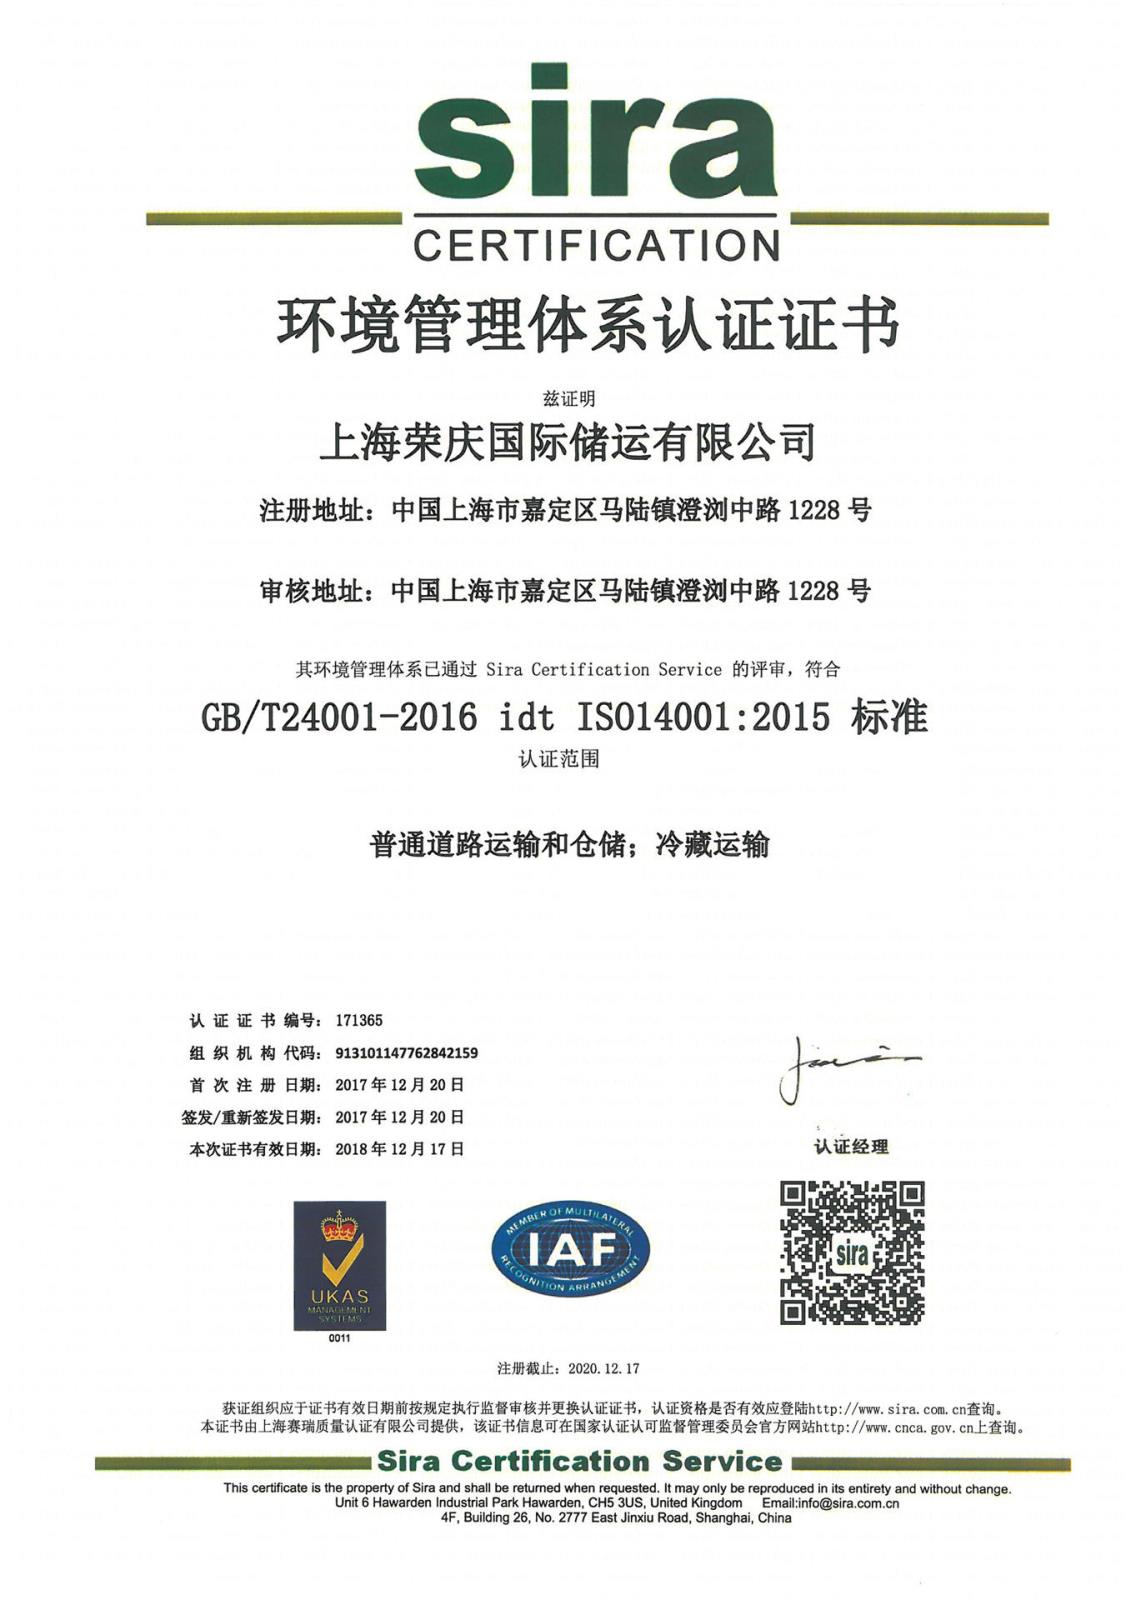 sira
CERTIFICATION
环境管理体系认证证书
兹证明
上海荣庆国际储运有限公司
注册地址：中国上海市嘉定区马陆镇澄浏中路 1228 号
审核地址：中国上海市嘉定区马陆镇澄浏中路 1228 号
其环境管理体系已通过 Sira Certification Service 的评审，符合
GB/T24001-2016 idt ISO14001:2015 标准
认证范围
普通道路运输和仓储；冷藏运输
认 证 证 书 编号： 171365
组 织 机 构 代码： 913101147762842159
首 次 注 册 日期： 2017 年 12 月 20 日
签发/重新签发日期： 2017 年 12 月 20 日
本次证书有效日期： 2018 年 12 月 17 日
认证经理
UKAS
MANAGEMENT
SYSTEMS
0011
MEMBER OF MULTILATERAL
IAF
RECOGNITION ARRANGEMENT
sira
注册截止：2020.12.17
获证组织应于证书有效日期前按规定执行监督审核并更换认证证书，认证资格是否有效应登陆http://www.sira.com.cn查询。
本证书由上海赛瑞质量认证有限公司提供，该证书信息可在国家认证认可监督管理委员会官方网站http://www.cnca.gov.cn上查询。
Sira Certification Service
This certificate is the property of Sira and shall be returned when requested. It may only be reproduced in its entirety and without change.
Unit 6 Hawarden Industrial Park Hawarden, CH5 3US, United Kingdom Email:info@sira.com.cn
4F, Building 26, No. 2777 East Jinxiu Road, Shanghai, China